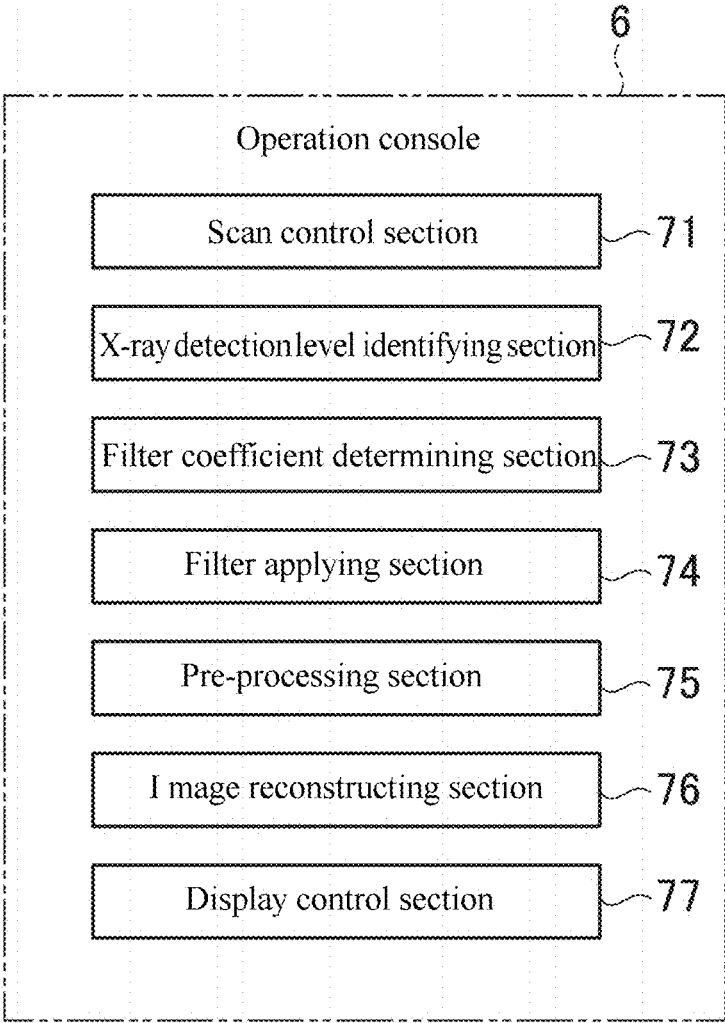 6
Operation console
Scan control section 71
X-ray detection level identifying section 72
Filter coefficient determining section 73
Filter applying section 74
Pre-processing section 75
I mage reconstructing section 76
Display control section 77